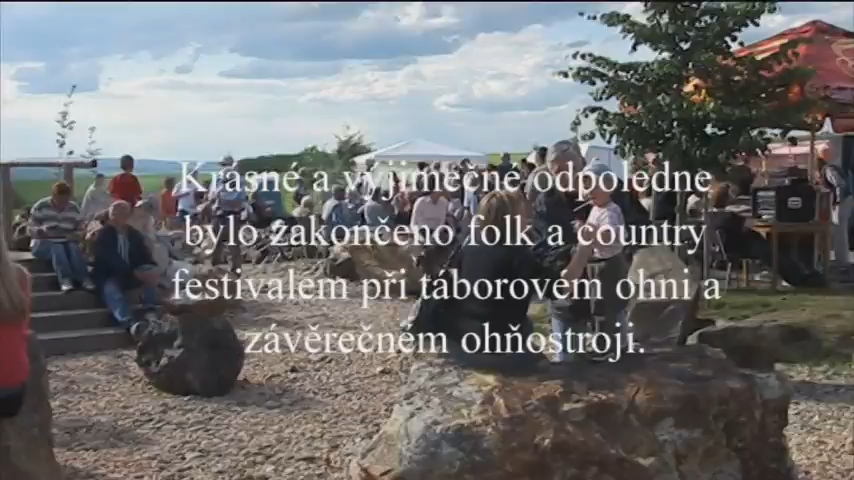 Krásné a výjimečné odpoledne
bylo zakončeno folk a country
festivalem při táborovém ohni a
závěrečném ohňostroji.